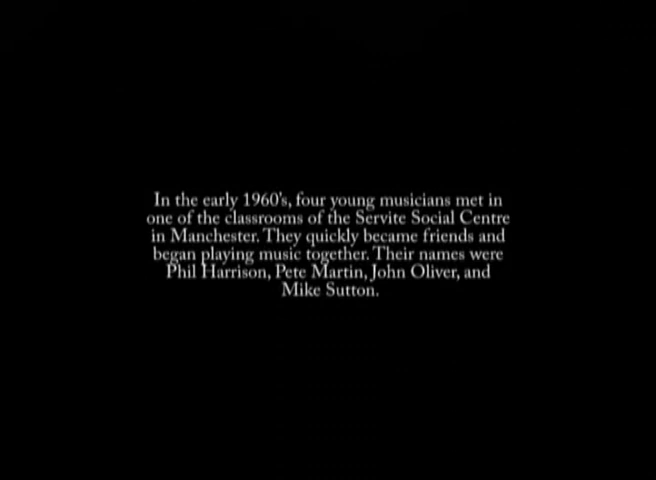 In the early 1960's, four young musicians met in
one of the classrooms of the Servite Social Centre
in Manchester. They quickly became friends and
began playing music together. Their names were
Phil Harrison, Pete Martin, John Oliver, and
Mike Sutton.